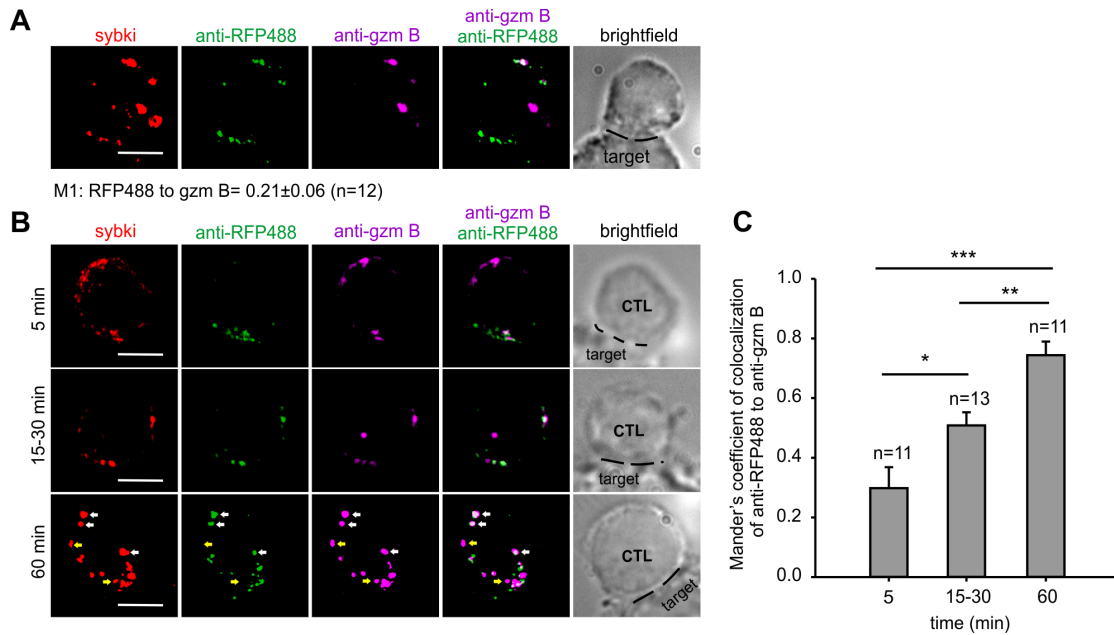 A
sybki
anti-RFP488
anti-gzm B
anti-gzm B
anti-RFP488
brightfield
target
M1: RFP488 to gzm B= 0.21±0.06 (n=12)
B
sybki
anti-RFP488
anti-gzm B
anti-gzm B
anti-RFP488
brightfield
5 min
CTL
target
15-30 min
CTL
target
60 min
CTL
target
C
Mander's coefficient of colocalization
of anti-RFP488 to anti-gzm B
1.0
0.8
0.6
0.4
0.2
0.0
***
**
*
n=11
n=13
n=11
5
15-30
60
time (min)